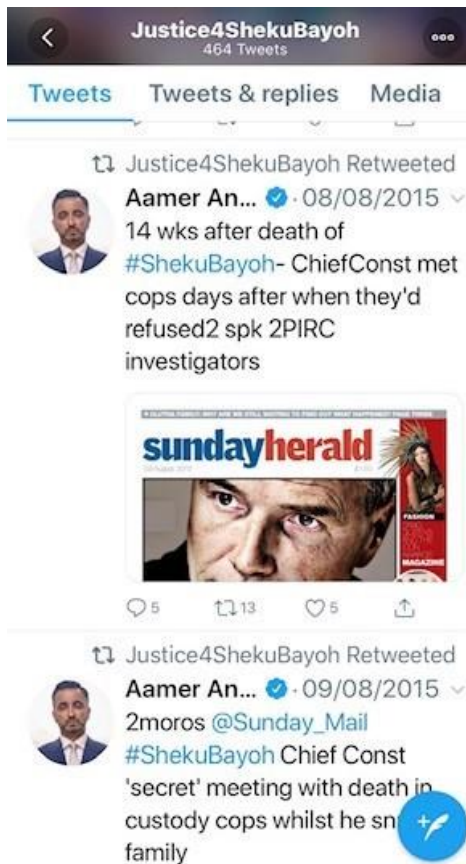 Justice4ShekuBayoh
464 Tweets
Tweets Tweets & replies Media
Justice4ShekuBayoh Retweeted
Aamer An... · 08/08/2015
14 wks after death of
#ShekuBayoh- ChiefConst met
cops days after when they'd
refused2 spk 2PIRC
investigators
sundayherald
FASHION
MAGAZINE
5 13 5
Justice4ShekuBayoh Retweeted
Aamer An... · 09/08/2015
2moros @Sunday_Mail
#ShekuBayoh Chief Const
'secret' meeting with death in
custody cops whilst he
family